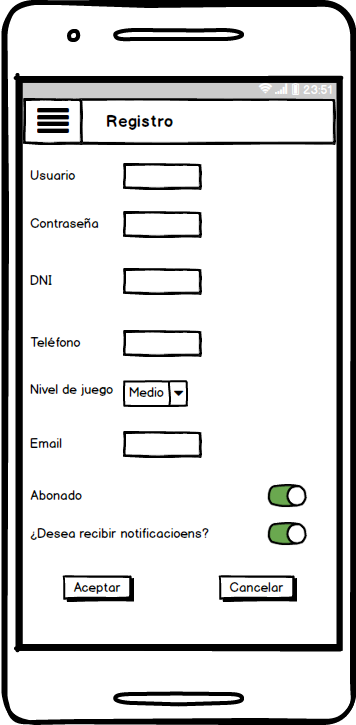 23:51
Registro
Usuario
Contraseña
DNI
Teléfono
Nivel de juego Medio
Email
Abonado
¿Desea recibir notificacioens?
Aceptar Cancelar